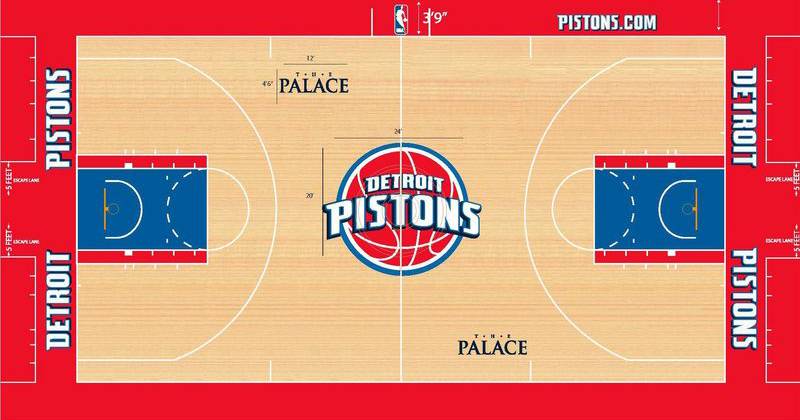 NBA
3'9"
PISTONS.COM
12'
4'6"
THE
PALACE
PISTONS
DETROIT
24'
20'
DETROIT
PISTONS
5 FEET
ESCAPE LANE
5 FEET
ESCAPE LANE
ESCAPE LANE
5 FEET
ESCAPE LANE
5 FEET
DETROIT
PISTONS
THE
PALACE